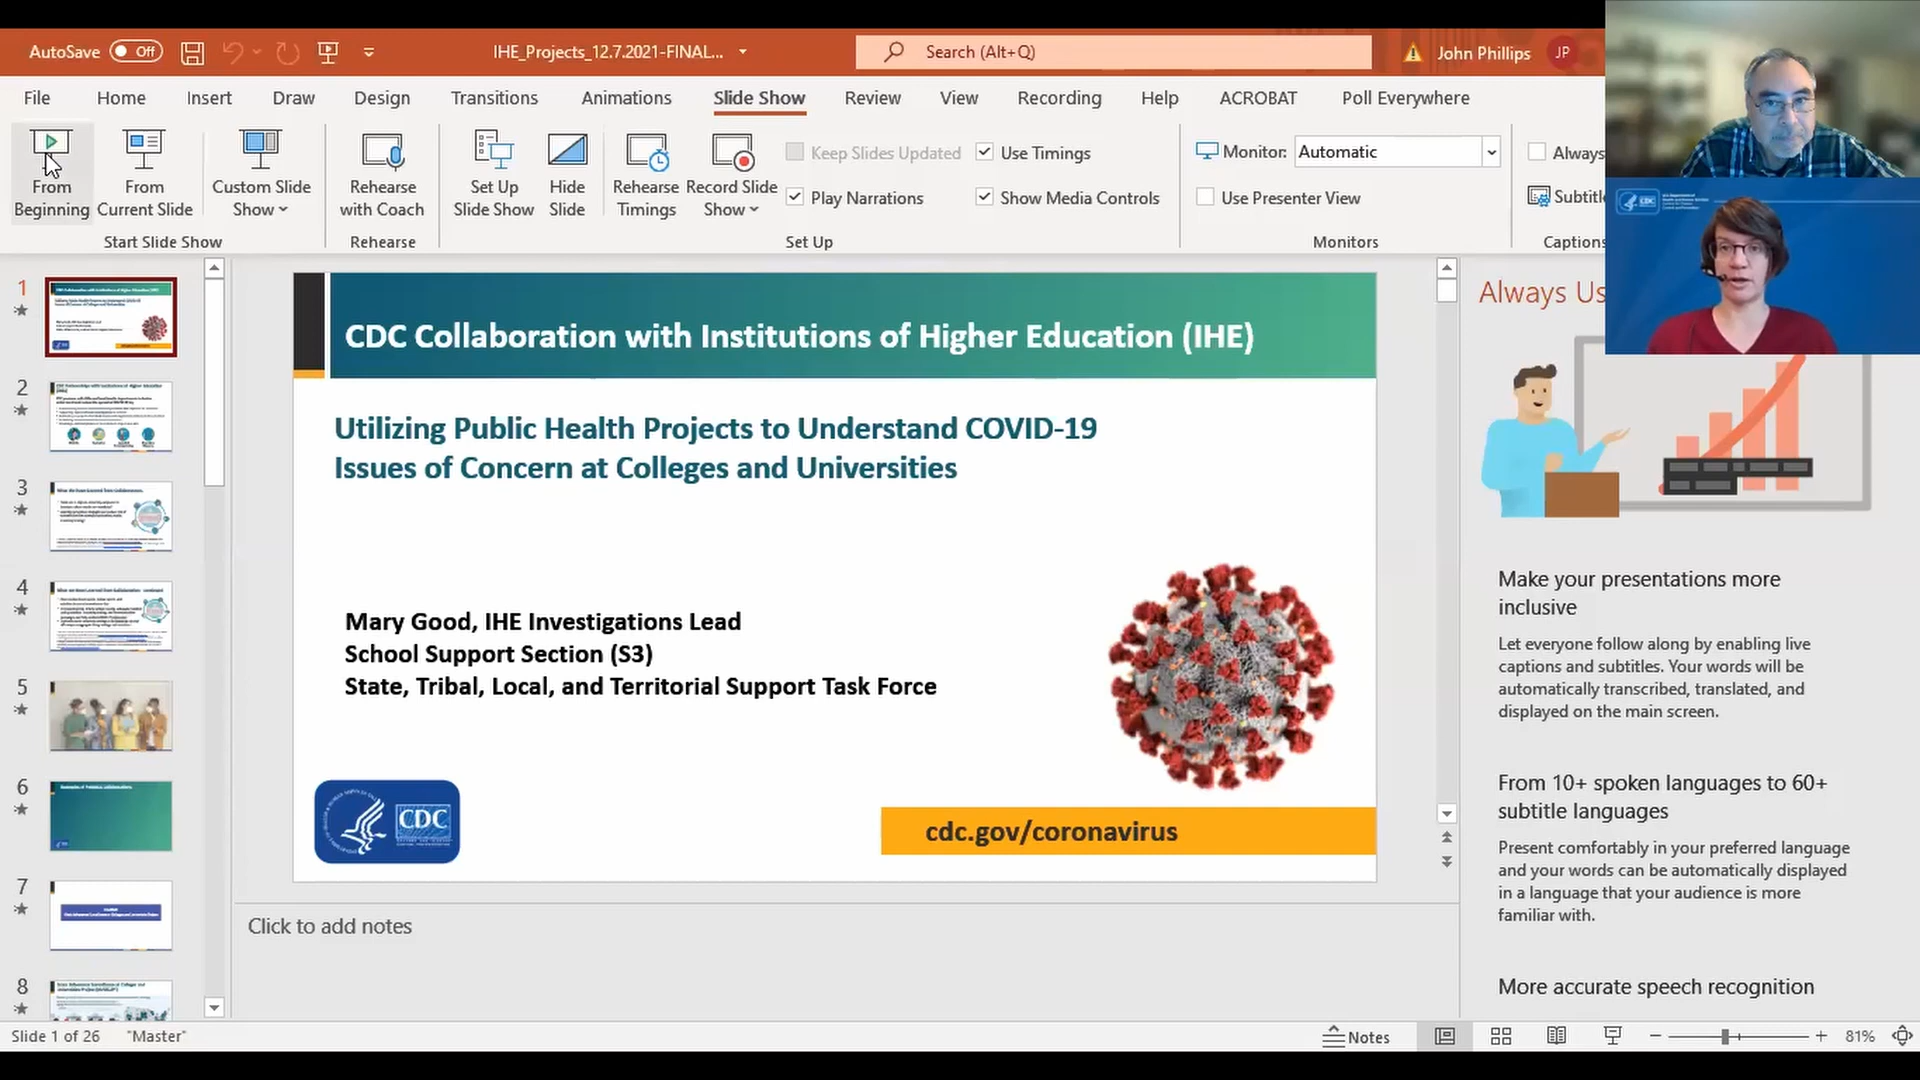 AutoSave Off
IHE_Projects_12.7.2021-FINAL...
Search (Alt+Q)
John Phillips JP
File Home Insert Draw Design Transitions Animations Slide Show Review View Recording Help ACROBAT Poll Everywhere
From Beginning
From Current Slide
Custom Slide Show
Start Slide Show
Rehearse with Coach
Rehearse
Set Up Slide Show
Hide Slide
Rehearse Timings
Record Slide Show
Keep Slides Updated
Use Timings
Play Narrations
Show Media Controls
Set Up
Monitor: Automatic
Use Presenter View
Monitors
Always
Subtitle
Captions
CDC
1
2
3
4
5
6
7
8
CDC Collaboration with Institutions of Higher Education (IHE)
Utilizing Public Health Projects to Understand COVID-19
Issues of Concern at Colleges and Universities
Mary Good, IHE Investigations Lead
School Support Section (S3)
State, Tribal, Local, and Territorial Support Task Force
CDC
cdc.gov/coronavirus
Click to add notes
Always Us
Make your presentations more
inclusive
Let everyone follow along by enabling live
captions and subtitles. Your words will be
automatically transcribed, translated, and
displayed on the main screen.
From 10+ spoken languages to 60+
subtitle languages
Present comfortably in your preferred language
and your words can be automatically displayed
in a language that your audience is more
familiar with.
More accurate speech recognition
Slide 1 of 26 "Master"
Notes
81%